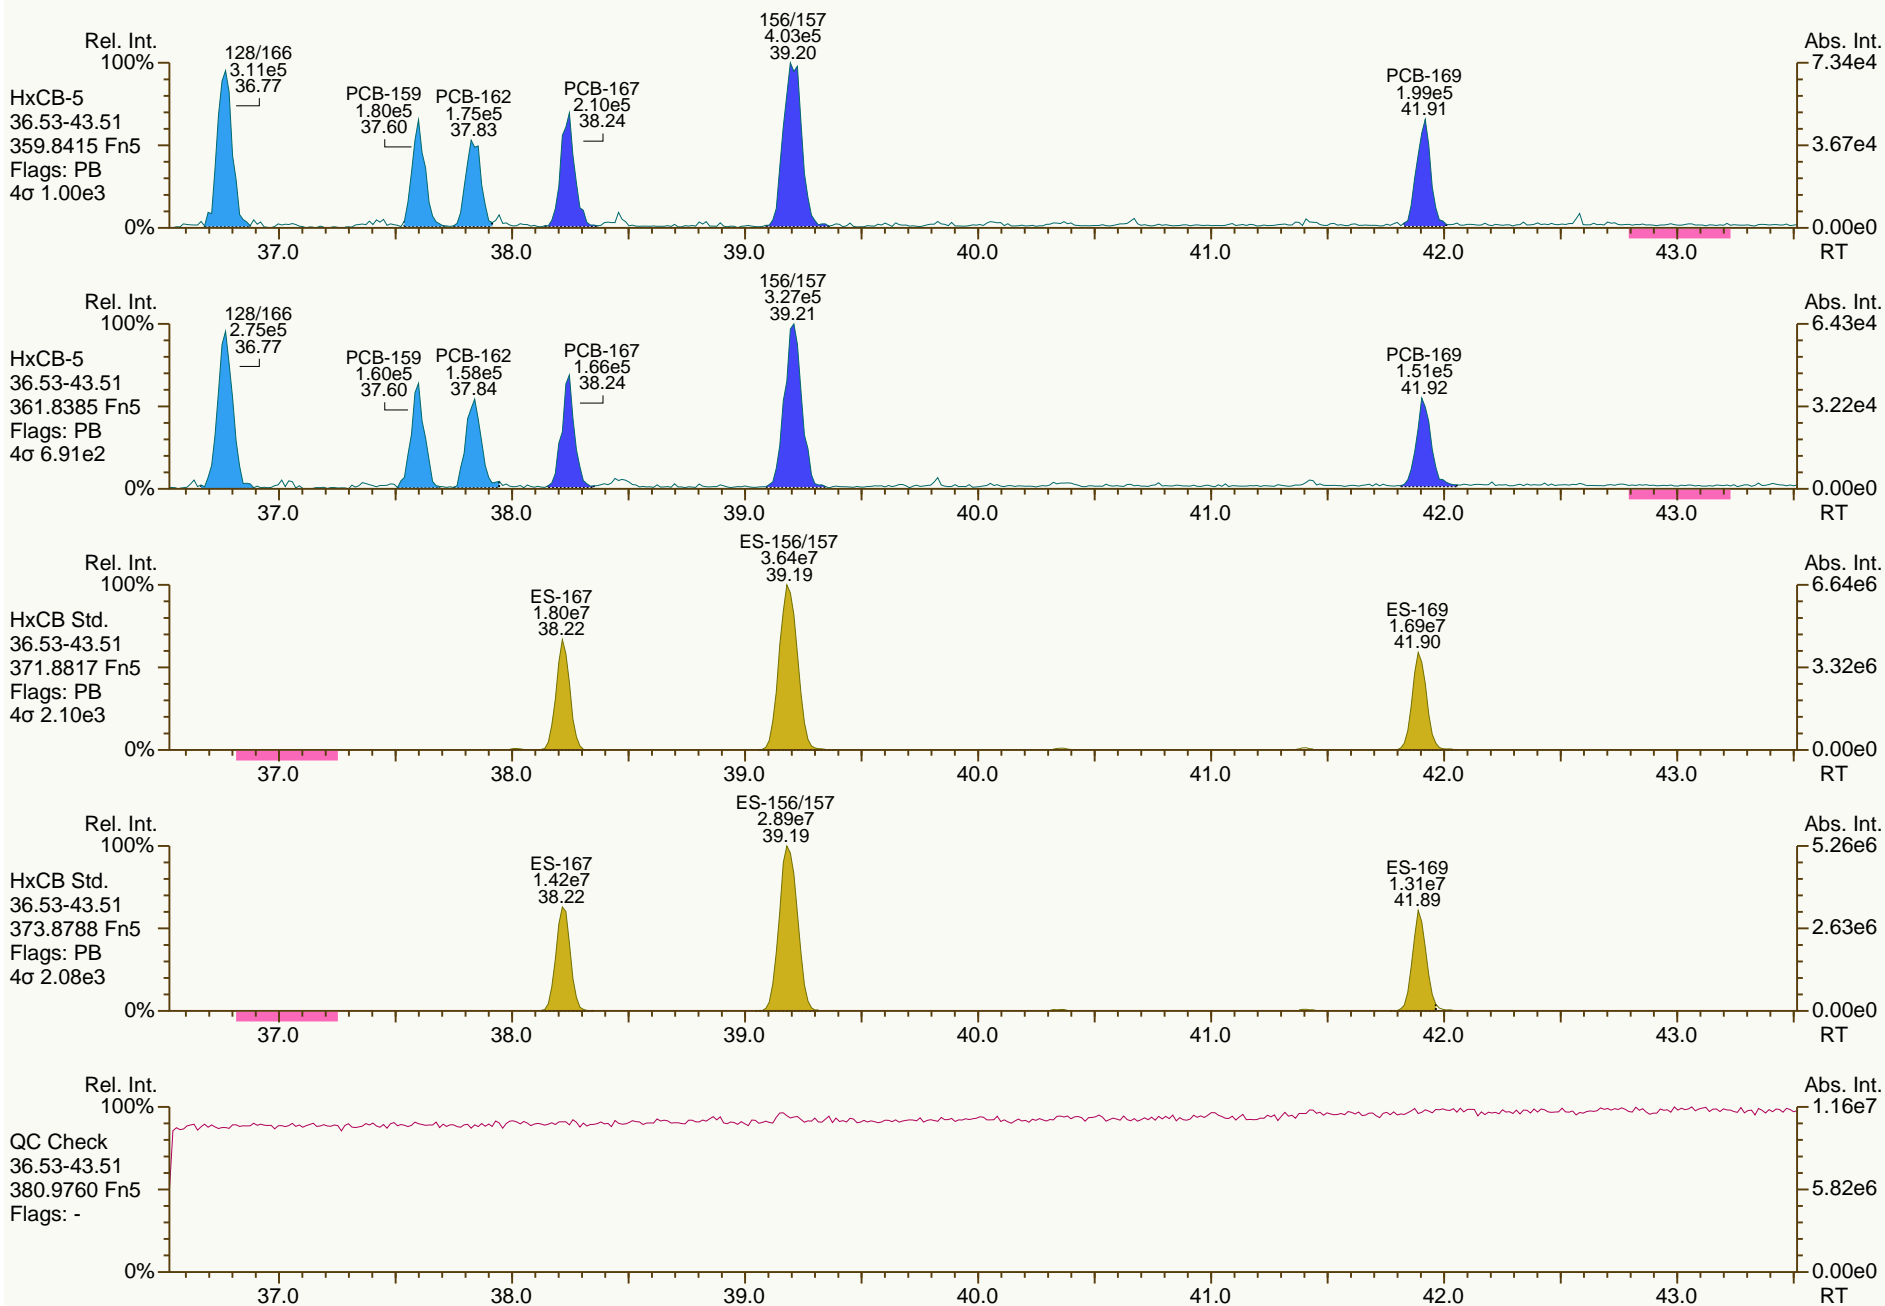 Rel. Int.
100%
0%
HxCB-5
36.53-43.51
359.8415 Fn5
Flags: PB
4σ 1.00e3
128/166
3.11e5
36.77
PCB-159
1.80e5
37.60
PCB-162
1.75e5
37.83
PCB-167
2.10e5
38.24
156/157
4.03e5
39.20
PCB-169
1.99e5
41.91
Abs. Int.
7.34e4
3.67e4
0.00e0
37.0 38.0 39.0 40.0 41.0 42.0 43.0 RT
Rel. Int.
100%
0%
HxCB-5
36.53-43.51
361.8385 Fn5
Flags: PB
4σ 6.91e2
128/166
2.75e5
36.77
PCB-159
1.60e5
37.60
PCB-162
1.58e5
37.84
PCB-167
1.66e5
38.24
156/157
3.27e5
39.21
PCB-169
1.51e5
41.92
Abs. Int.
6.43e4
3.22e4
0.00e0
37.0 38.0 39.0 40.0 41.0 42.0 43.0 RT
Rel. Int.
100%
0%
HxCB Std.
36.53-43.51
371.8817 Fn5
Flags: PB
4σ 2.10e3
ES-167
1.80e7
38.22
ES-156/157
3.64e7
39.19
ES-169
1.69e7
41.90
Abs. Int.
6.64e6
3.32e6
0.00e0
37.0 38.0 39.0 40.0 41.0 42.0 43.0 RT
Rel. Int.
100%
0%
HxCB Std.
36.53-43.51
373.8788 Fn5
Flags: PB
4σ 2.08e3
ES-167
1.42e7
38.22
ES-156/157
2.89e7
39.19
ES-169
1.31e7
41.89
Abs. Int.
5.26e6
2.63e6
0.00e0
37.0 38.0 39.0 40.0 41.0 42.0 43.0 RT
Rel. Int.
100%
0%
QC Check
36.53-43.51
380.9760 Fn5
Flags: -
Abs. Int.
1.16e7
5.82e6
0.00e0
37.0 38.0 39.0 40.0 41.0 42.0 43.0 RT